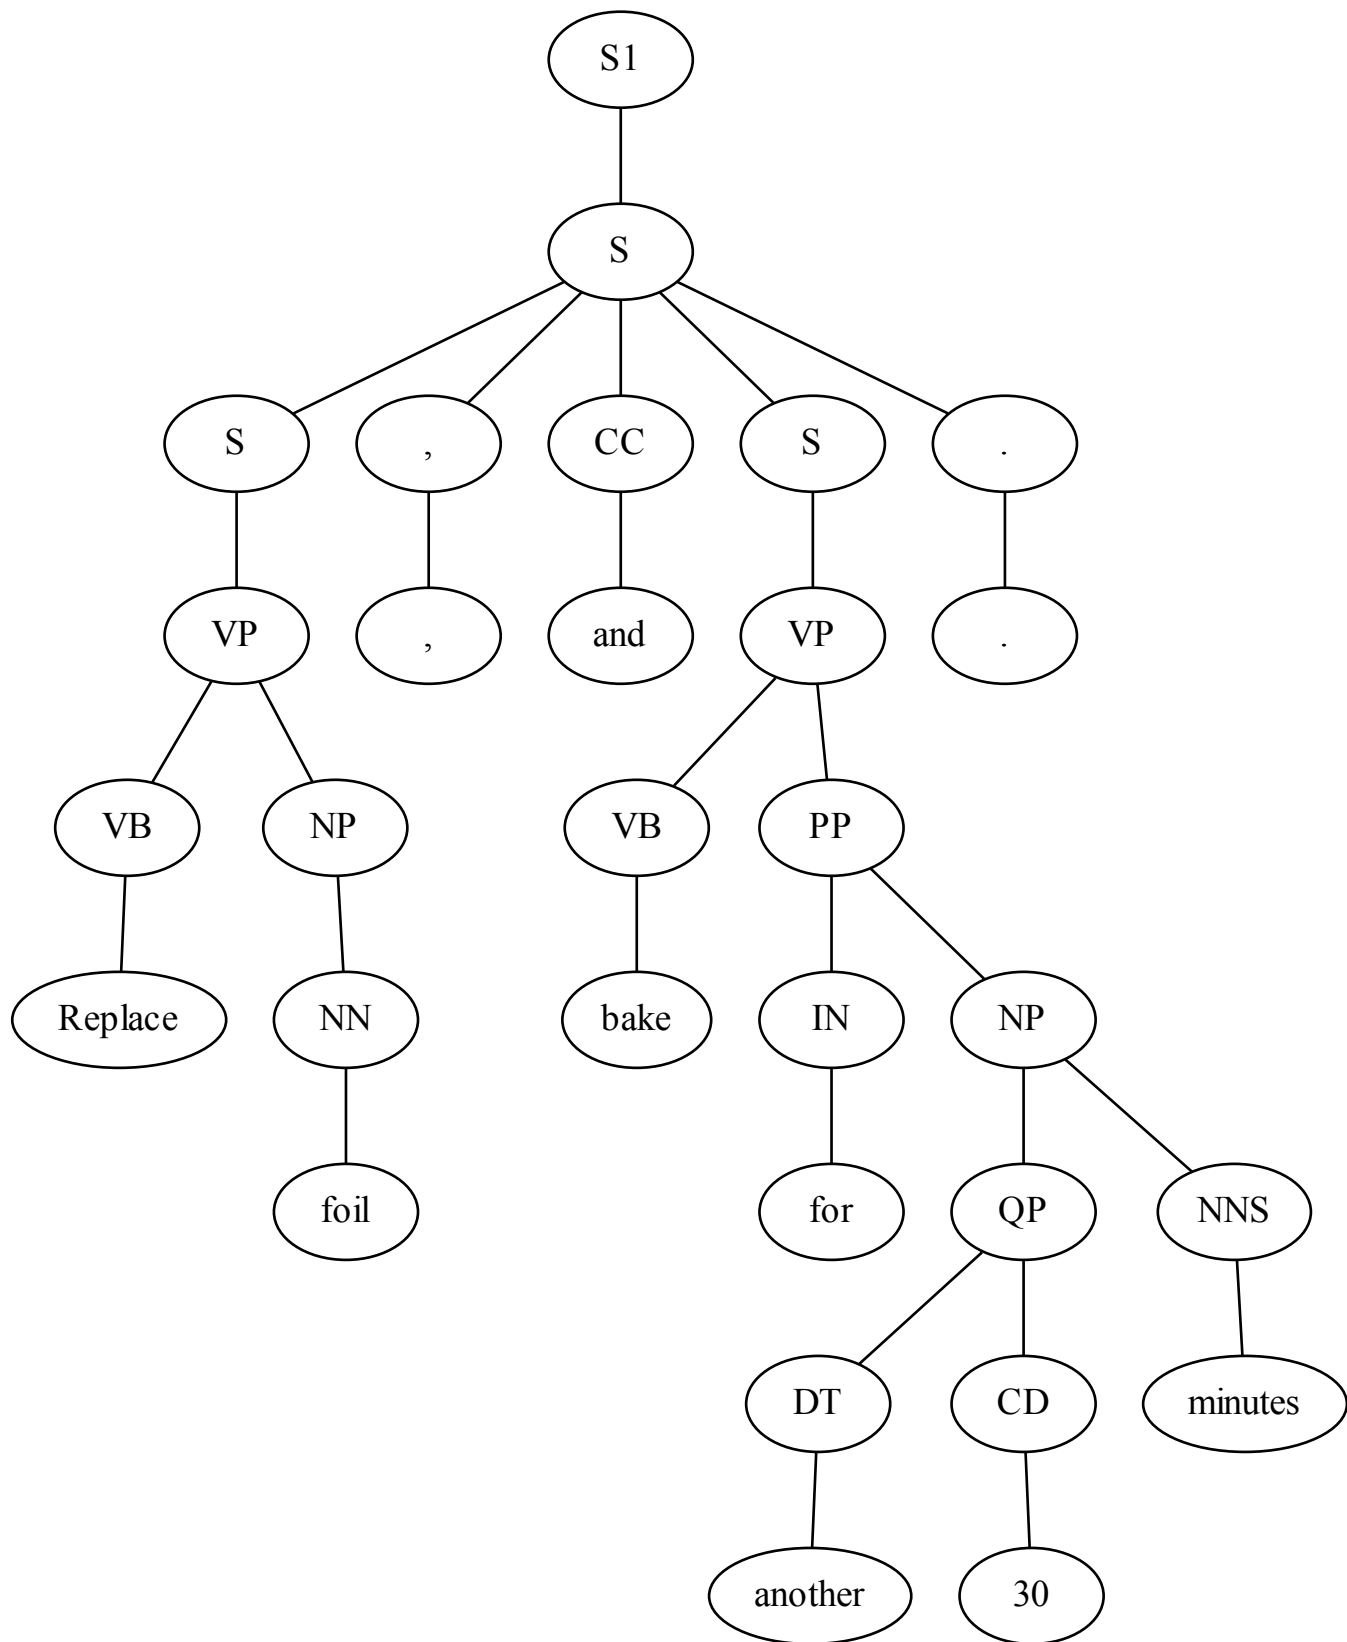 S1
S
S , CC S .
VP , and VP .
VB NP VB PP
Replace NN bake IN NP
foil for QP NNS
DT CD minutes
another 30